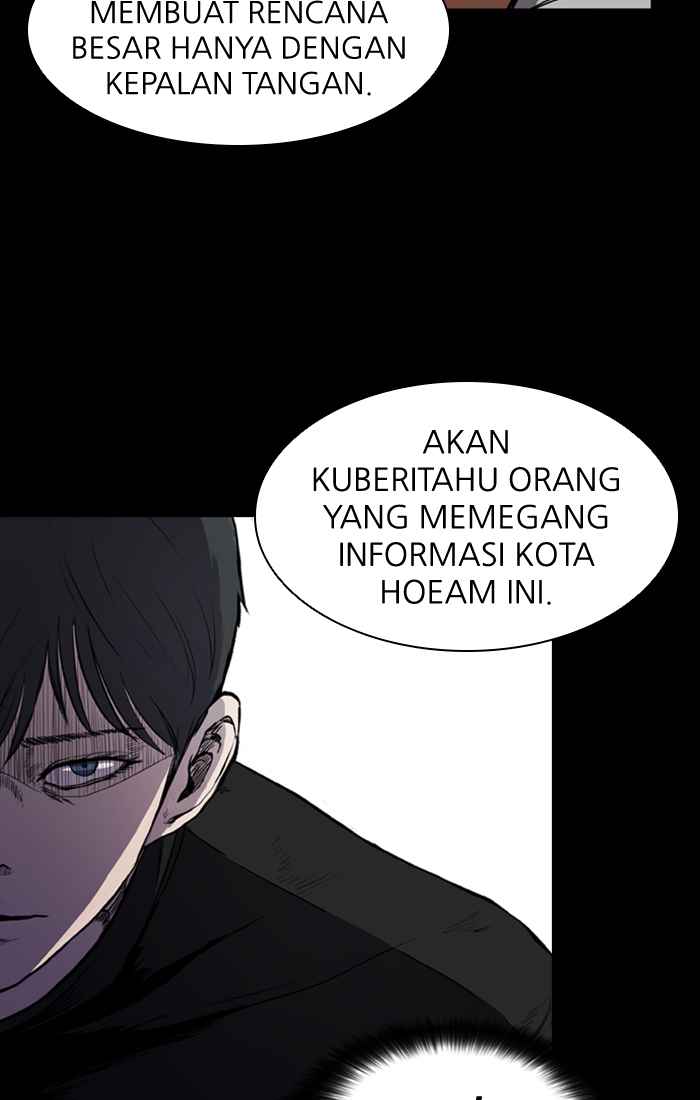 MEMBUAT RENCANA
BESAR HANYA DENGAN
KEPALAN TANGAN.
AKAN
KUBERITAHU ORANG
YANG MEMEGANG
INFORMASI KOTA
HOEAM INI.